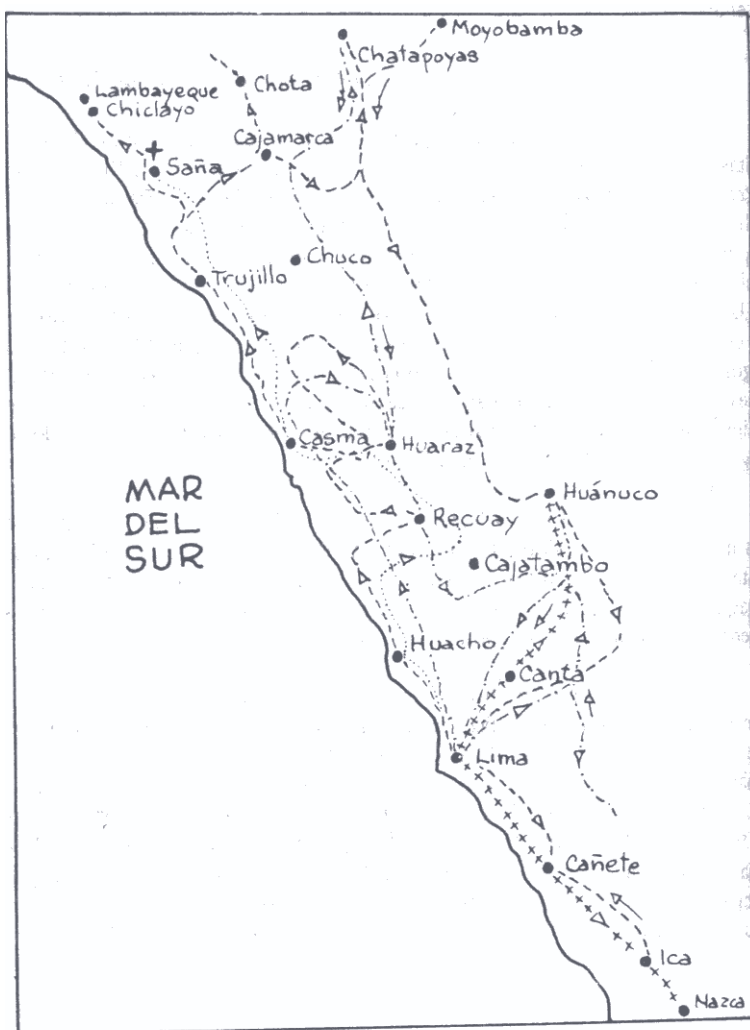 Moyobamba
Chatapoyas
Lambayeque
Chiclayo
Chota
Cajamarca
Saña
Chuco
Trujillo
Casma
Huaraz
MAR
DEL
SUR
Huánuco
Recuay
Cajatambo
Huacho
Canta
Lima
Cañete
Ica
Nazca